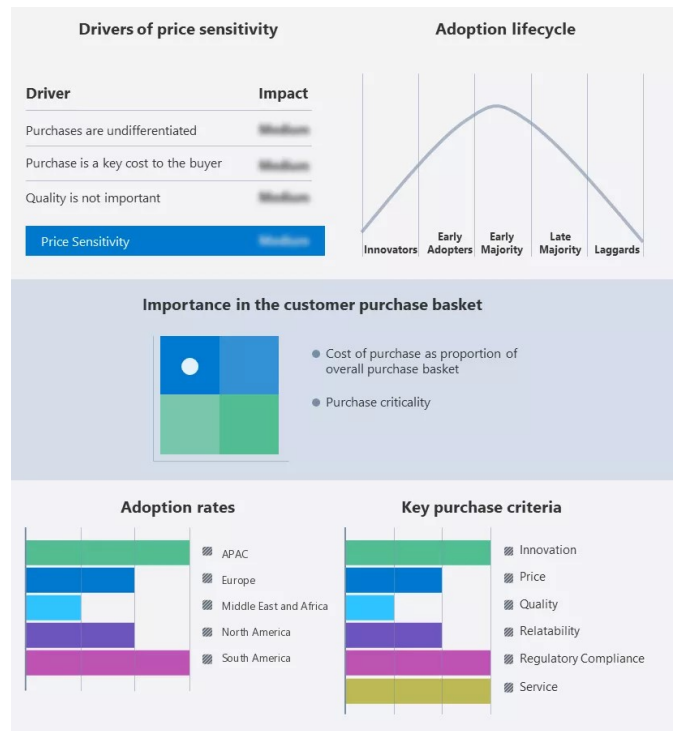 Drivers of price sensitivity
Driver Impact
Purchases are undifferentiated
Purchase is a key cost to the buyer
Quality is not important
Price Sensitivity
Adoption lifecycle
Innovators
Early
Adopters
Early
Majority
Late
Majority
Laggards
Importance in the customer purchase basket
Cost of purchase as proportion of
overall purchase basket
Purchase criticality
Adoption rates
APAC
Europe
Middle East and Africa
North America
South America
Key purchase criteria
Innovation
Price
Quality
Relatability
Regulatory Compliance
Service